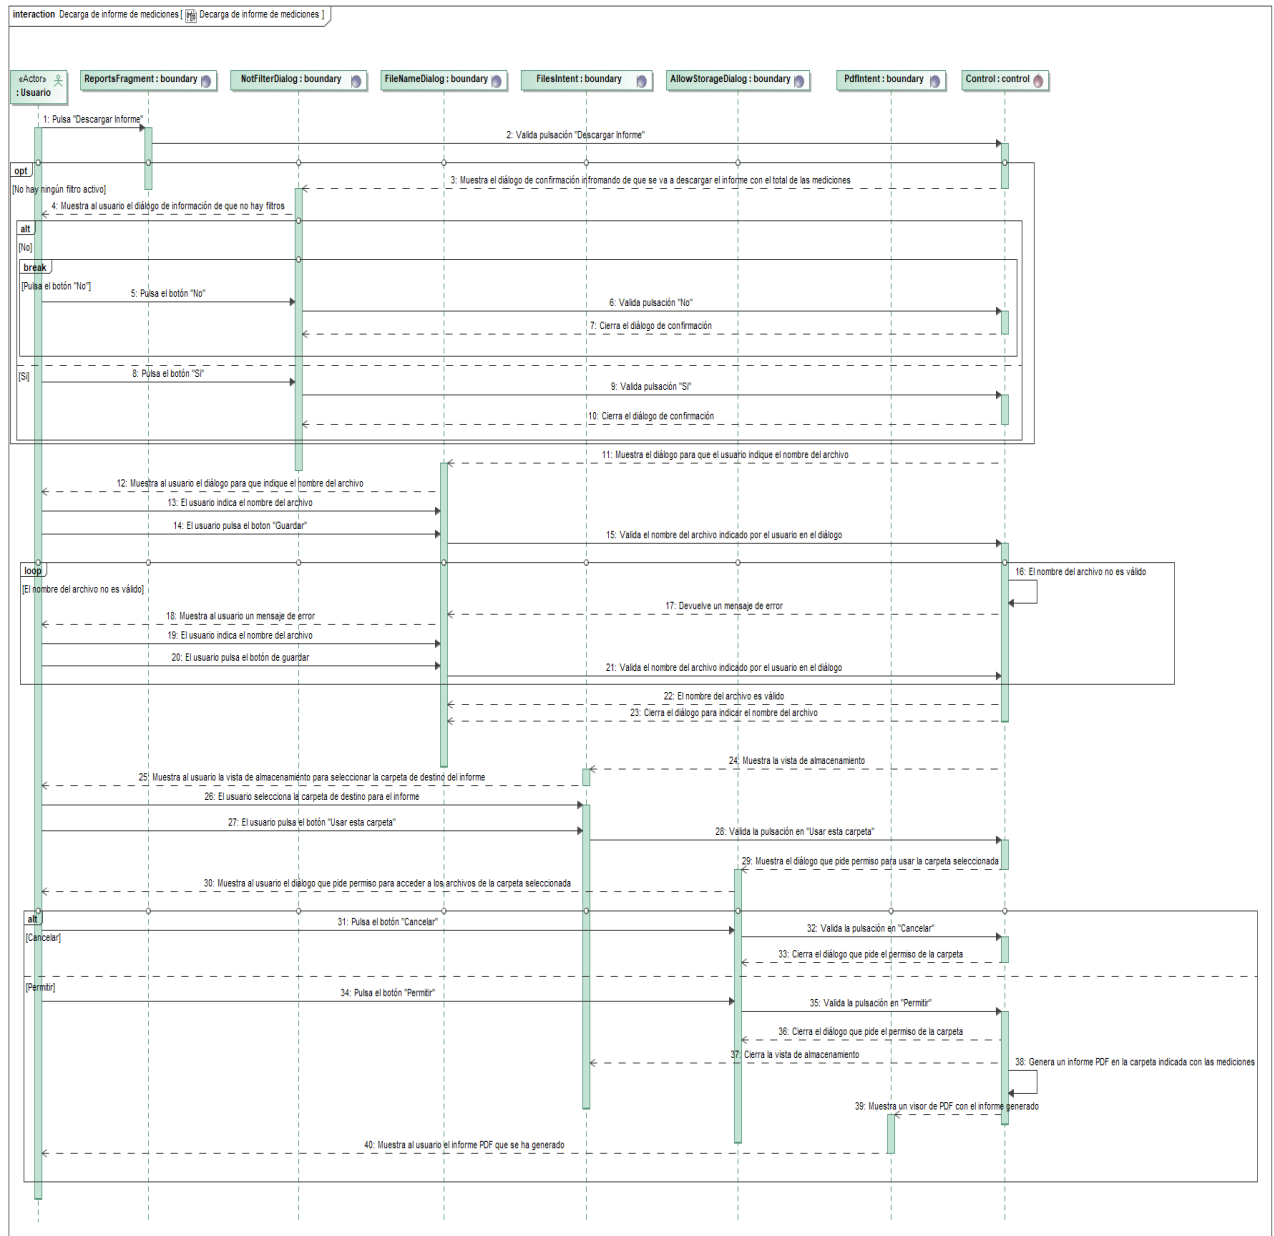 interaction Decarga de informe de mediciones [ Decarga de informe de mediciones ]
«Actor»
: Usuario
ReportsFragment : boundary
NotFilterDialog : boundary
FileNameDialog : boundary
FilesIntent : boundary
AllowStorageDialog : boundary
PdfIntent : boundary
Control : control
1: Pulsa "Descargar Informe"
2: Valida pulsación "Descargar Informe"
opt
[No hay ningún filtro activo]
3: Muestra el diálogo de confirmación infromando de que se va a descargar el informe con el total de las mediciones
4: Muestra al usuario el diálogo de información de que no hay filtros
alt
[No]
break
[Pulsa el botón "No"]
5: Pulsa el botón "No"
6: Valida pulsación "No"
7: Cierra el diálogo de confirmación
[Sí]
8: Pulsa el botón "Sí"
9: Valida pulsación "Sí"
10: Cierra el diálogo de confirmación
11: Muestra el diálogo para que el usuario indique el nombre del archivo
12: Muestra al usuario el diálogo para que indique el nombre del archivo
13: El usuario indica el nombre del archivo
14: El usuario pulsa el boton "Guardar"
15: Valida el nombre del archivo indicado por el usuario en el diálogo
loop
[El nombre del archivo no es válido]
16: El nombre del archivo no es válido
17: Devuelve un mensaje de error
18: Muestra al usuario un mensaje de error
19: El usuario indica el nombre del archivo
20: El usuario pulsa el botón de guardar
21: Valida el nombre del archivo indicado por el usuario en el diálogo
22: El nombre del archivo es válido
23: Cierra el diálogo para indicar el nombre del archivo
24: Muestra la vista de almacenamiento
25: Muestra al usuario la vista de almacenamiento para seleccionar la carpeta de destino del informe
26: El usuario selecciona la carpeta de destino para el informe
27: El usuario pulsa el botón "Usar esta carpeta"
28: Valida la pulsación en "Usar esta carpeta"
29: Muestra el diálogo que pide permiso para usar la carpeta seleccionada
30: Muestra al usuario el diálogo que pide permiso para acceder a los archivos de la carpeta seleccionada
alt
[Cancelar]
31: Pulsa el botón "Cancelar"
32: Valida la pulsación en "Cancelar"
33: Cierra el diálogo que pide el permiso de la carpeta
[Permitir]
34: Pulsa el botón "Permitir"
35: Valida la pulsación en "Permitir"
36: Cierra el diálogo que pide el permiso de la carpeta
37: Cierra la vista de almacenamiento
38: Genera un informe PDF en la carpeta indicada con las mediciones
39: Muestra un visor de PDF con el informe generado
40: Muestra al usuario el informe PDF que se ha generado